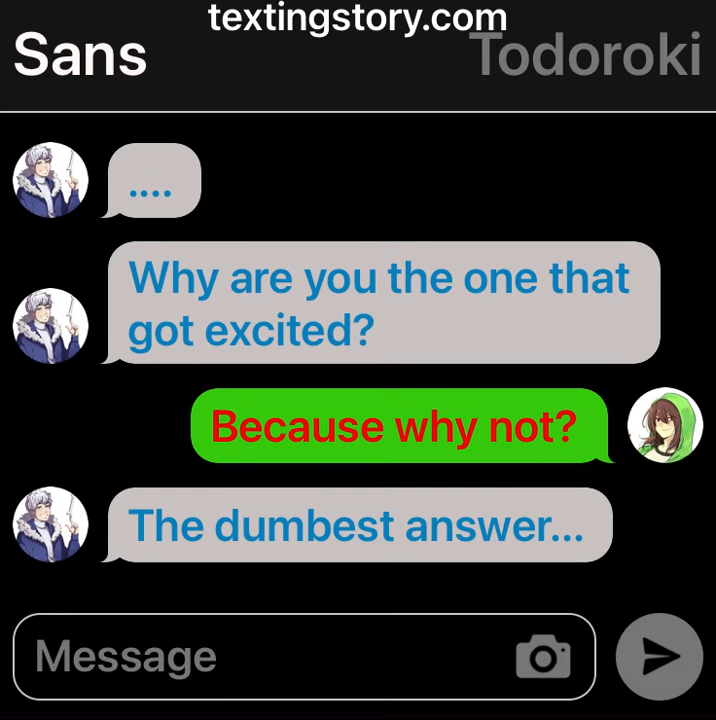 textingstory.com
Sans
Todoroki
....
Why are you the one that
got excited?
Because why not?
The dumbest answer...
Message